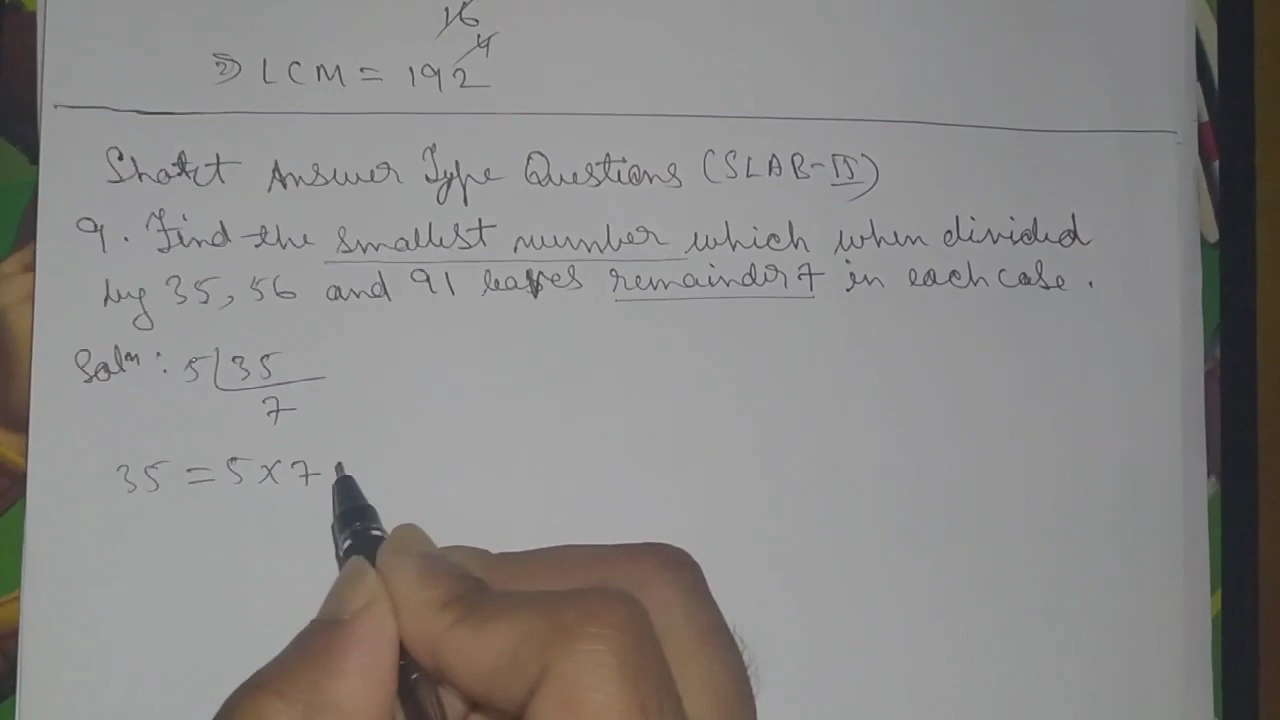 16
4
⇒ LCM = 192
Short Answer Type Questions (SLAB-II)
9. Find the smallest number which when divided
by 35, 56 and 91 leaves remainder 7 in each case.
Solⁿ: 5 35
7
35 = 5 × 7